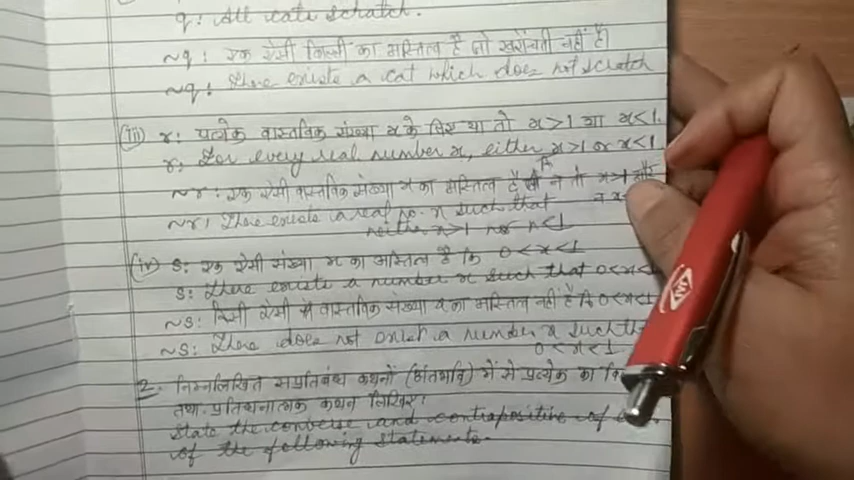 q: All cats scratch.
~q: एक ऐसी बिल्ली का अस्तित्व है जो खरोंचती नहीं है।
~q: There exists a cat which does not scratch
(iii) r: प्रत्येक वास्तविक संख्या x के लिए या तो x>1 या x<1.
r: For every real number x, either x>1 or x<1.
~r: एक ऐसी वास्तविक संख्या x का अस्तित्व है कि न तो x>1 और
न x
~r: There exists a real no. x such that
neither x>1 nor x<1
(iv) s: एक ऐसी संख्या x का अस्तित्व है कि 0<x<1
s: There exists a number x such that 0<x<1
~s: किसी ऐसी वास्तविक संख्या x का अस्तित्व नहीं है कि 0<x<1
~s: There does not exist a number x such th
0<x<1
2. निम्नलिखित सप्रतिबंध कथनों (अंतर्भाव) में से प्रत्येक का वि
तथा प्रतिधनात्मक कथन लिखिए।
State the converse and contrapositive of
of the following statements.